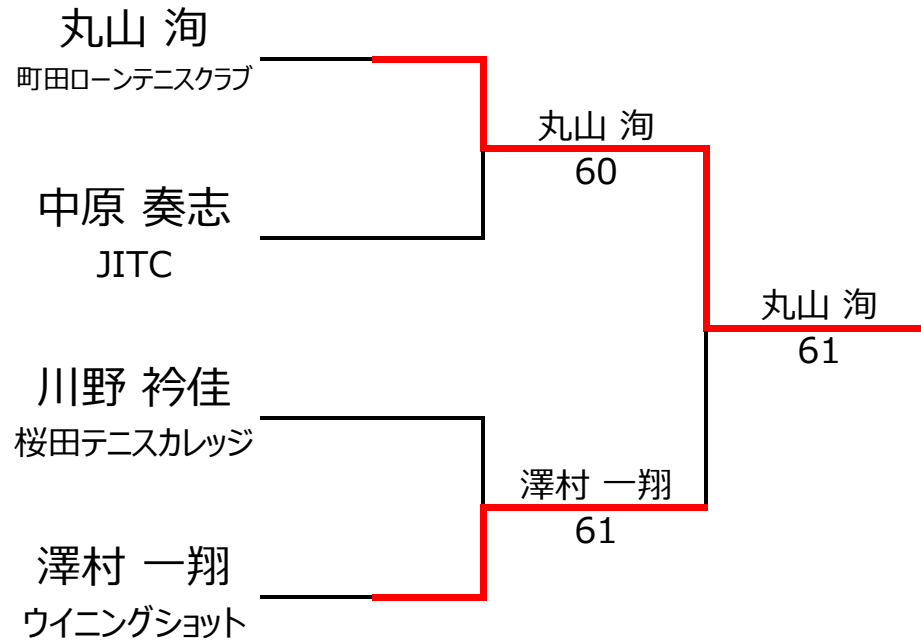 丸山 洵
町田ローンテニスクラブ
丸山 洵
60
中原 奏志
JITC
丸山 洵
61
川野 衿佳
桜田テニスカレッジ
澤村 一翔
61
澤村 一翔
ウイニングショット